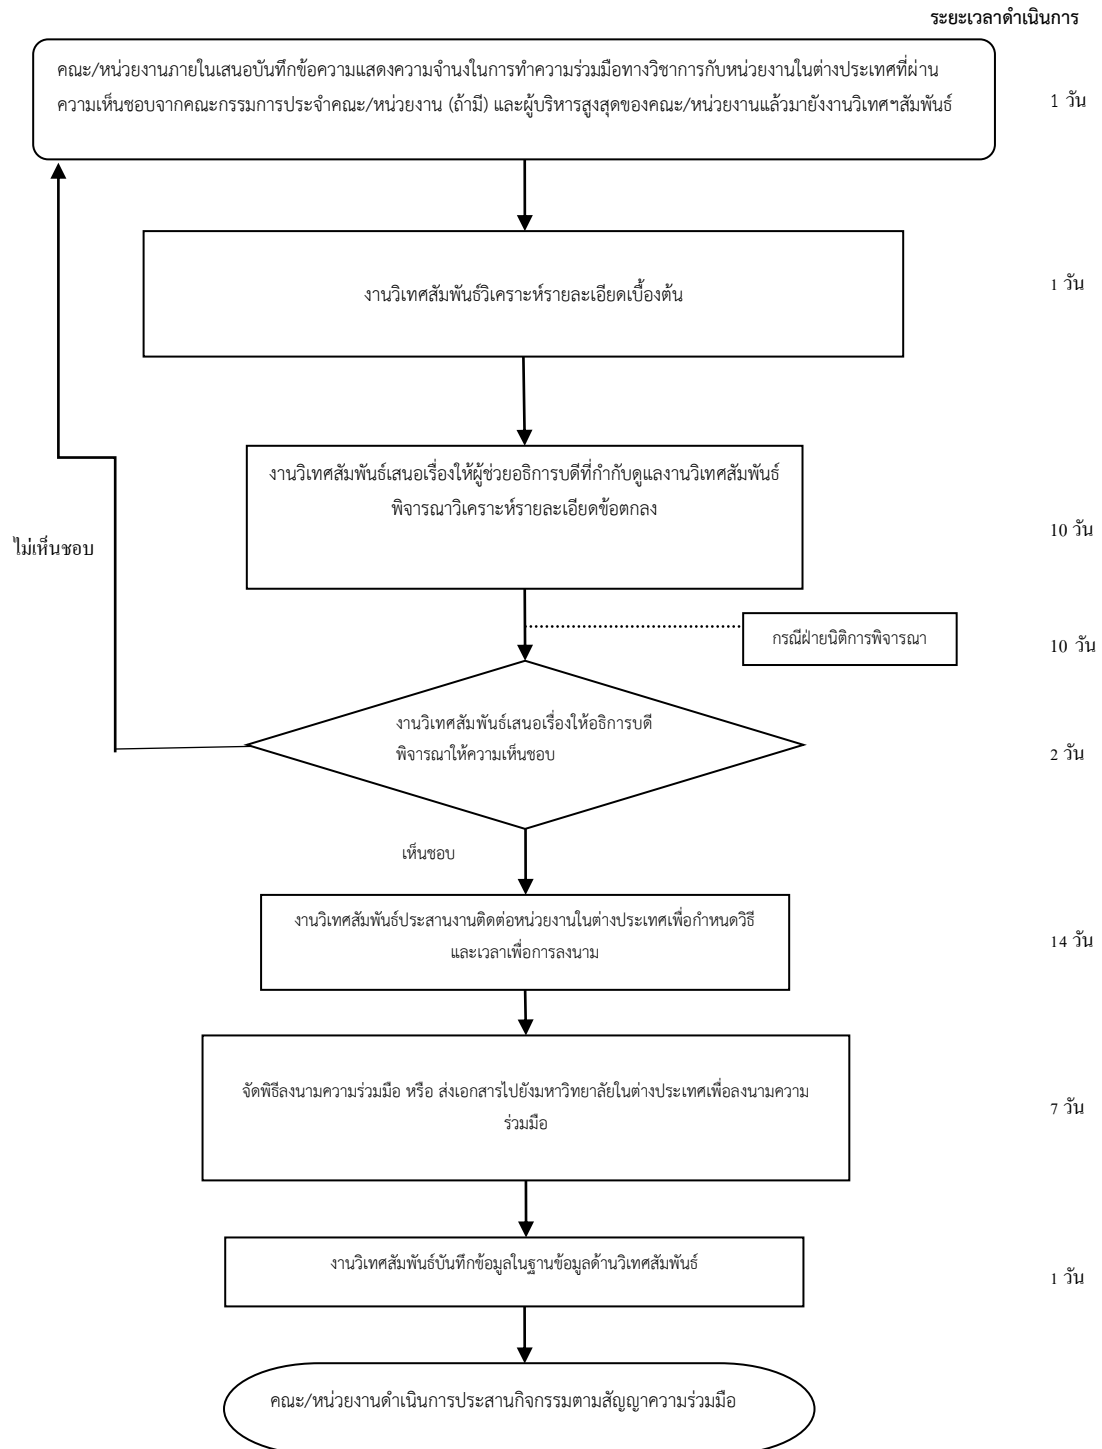 ระยะเวลาดำเนินการ
คณะ/หน่วยงานภายในเสนอบันทึกข้อความแสดงความจำนงในการทำความร่วมมือทางวิชาการกับหน่วยงานในต่างประเทศที่ผ่าน
ความเห็นชอบจากคณะกรรมการประจำคณะ/หน่วยงาน (ถ้ามี) และผู้บริหารสูงสุดของคณะ/หน่วยงานแล้วมายังงานวิเทศฯสัมพันธ์
1 วัน
งานวิเทศสัมพันธ์วิเคราะห์รายละเอียดเบื้องต้น
1 วัน
งานวิเทศสัมพันธ์เสนอเรื่องให้ผู้ช่วยอธิการบดีที่กำกับดูแลงานวิเทศสัมพันธ์
พิจารณาวิเคราะห์รายละเอียดข้อตกลง
10 วัน
ไม่เห็นชอบ
กรณีฝ่ายนิติการพิจารณา
10 วัน
งานวิเทศสัมพันธ์เสนอเรื่องให้อธิการบดี
พิจารณาให้ความเห็นชอบ
2 วัน
เห็นชอบ
งานวิเทศสัมพันธ์ประสานงานติดต่อหน่วยงานในต่างประเทศเพื่อกำหนดวิธี
และเวลาเพื่อการลงนาม
14 วัน
จัดพิธีลงนามความร่วมมือ หรือ ส่งเอกสารไปยังมหาวิทยาลัยในต่างประเทศเพื่อลงนามความ
ร่วมมือ
7 วัน
งานวิเทศสัมพันธ์บันทึกข้อมูลในฐานข้อมูลด้านวิเทศสัมพันธ์
1 วัน
คณะ/หน่วยงานดำเนินการประสานกิจกรรมตามสัญญาความร่วมมือ